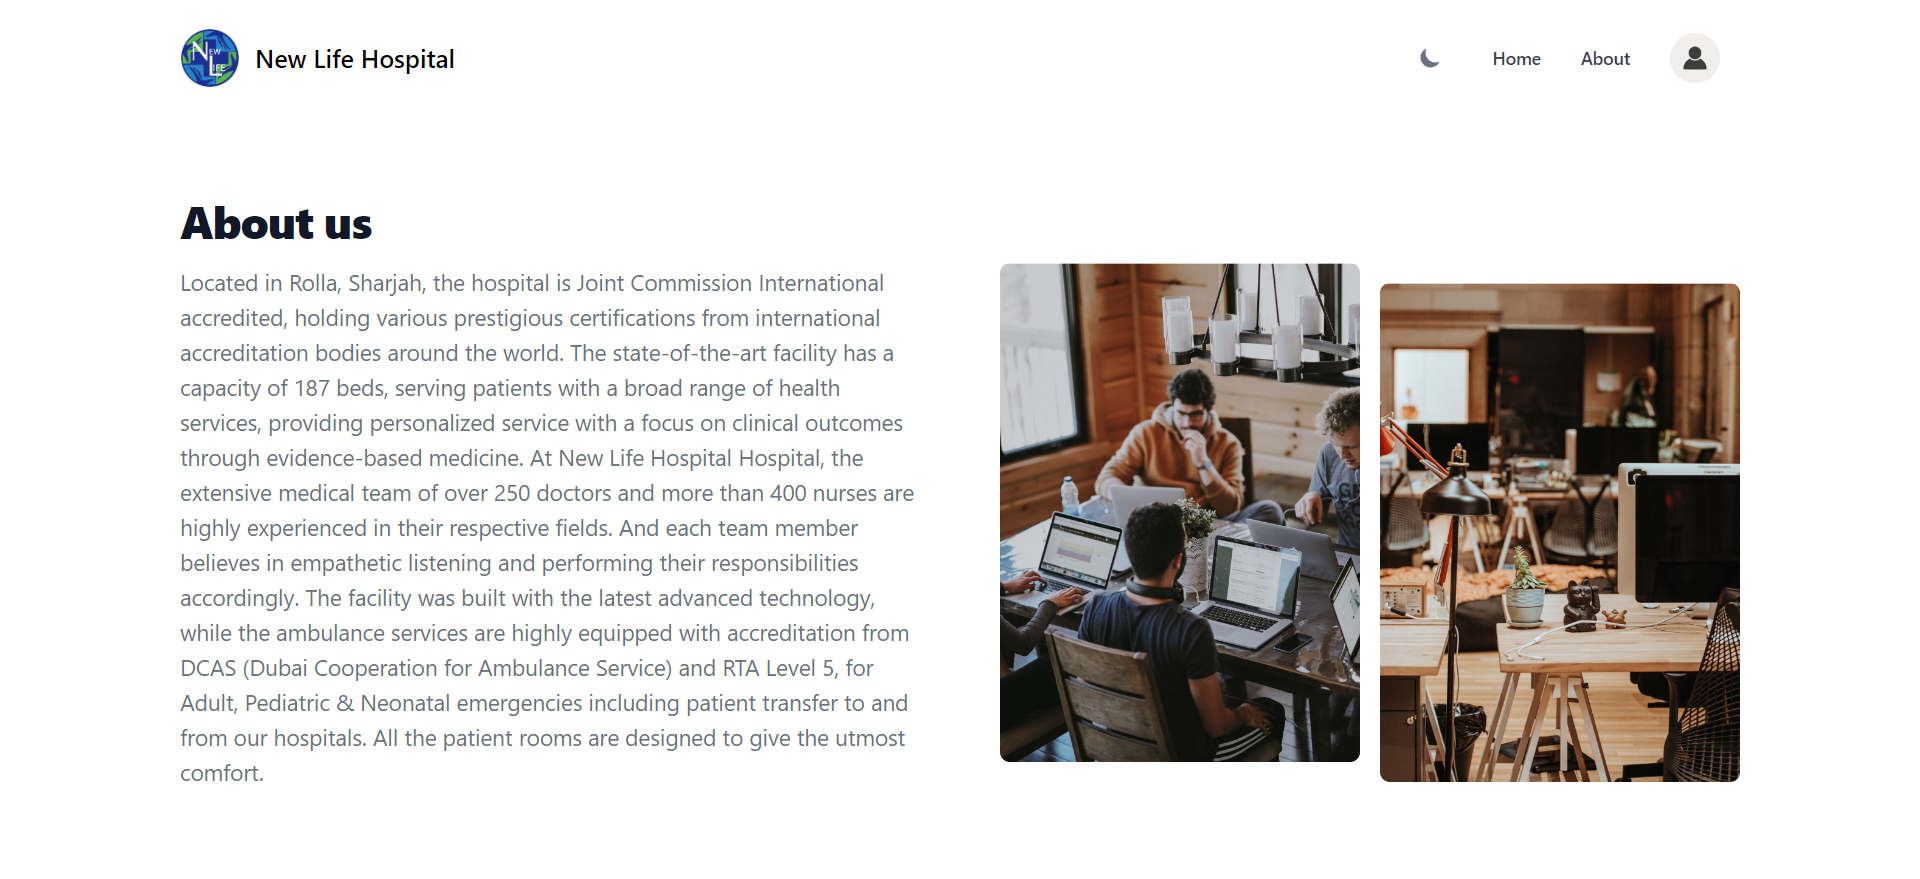 NEW LIFE
New Life Hospital
Home
About
About us
Located in Rolla, Sharjah, the hospital is Joint Commission International
accredited, holding various prestigious certifications from international
accreditation bodies around the world. The state-of-the-art facility has a
capacity of 187 beds, serving patients with a broad range of health
services, providing personalized service with a focus on clinical outcomes
through evidence-based medicine. At New Life Hospital Hospital, the
extensive medical team of over 250 doctors and more than 400 nurses are
highly experienced in their respective fields. And each team member
believes in empathetic listening and performing their responsibilities
accordingly. The facility was built with the latest advanced technology,
while the ambulance services are highly equipped with accreditation from
DCAS (Dubai Cooperation for Ambulance Service) and RTA Level 5, for
Adult, Pediatric & Neonatal emergencies including patient transfer to and
from our hospitals. All the patient rooms are designed to give the utmost
comfort.